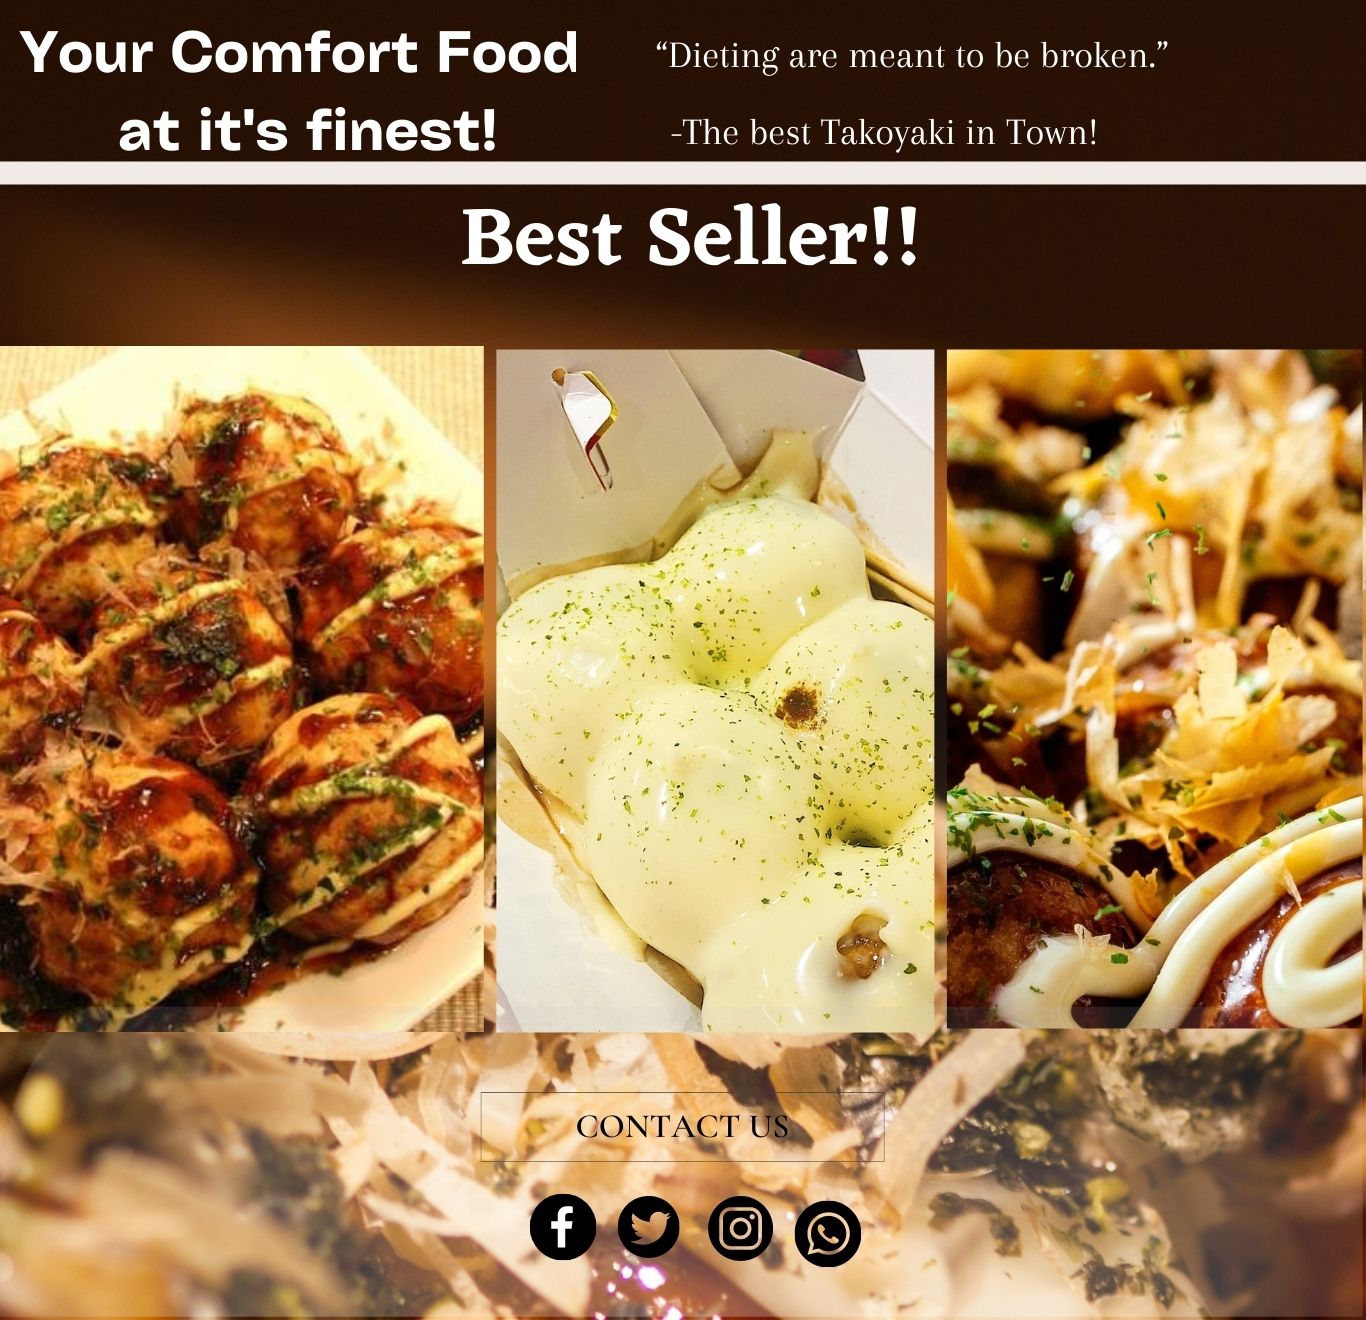 Your Comfort Food
at it's finest!
“Dieting are meant to be broken.”
-The best Takoyaki in Town!
Best Seller!!
CONTACT US